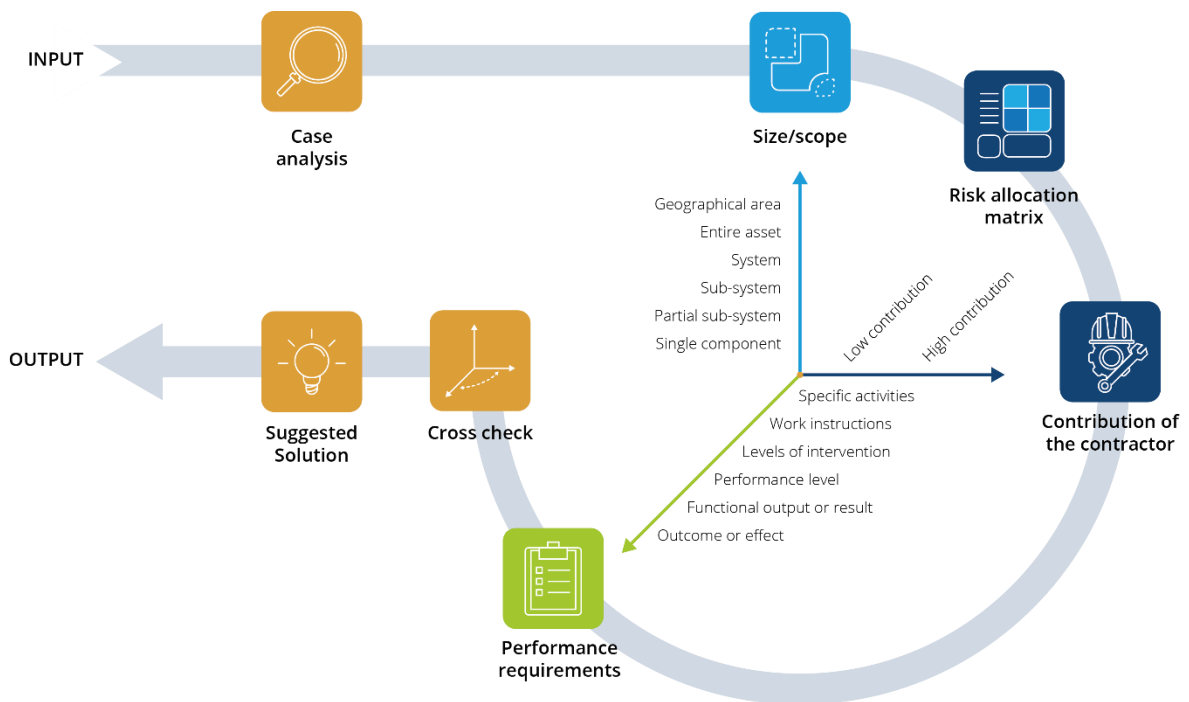 INPUT
Case
analysis
Size/scope
Risk allocation
matrix
Geographical area
Entire asset
System
Sub-system
Partial sub-system
Single component
Low contribution
High contribution
Contribution of
the contractor
Specific activities
Work instructions
Levels of intervention
Performance level
Functional output or result
Outcome or effect
Performance
requirements
Cross check
Suggested
Solution
OUTPUT